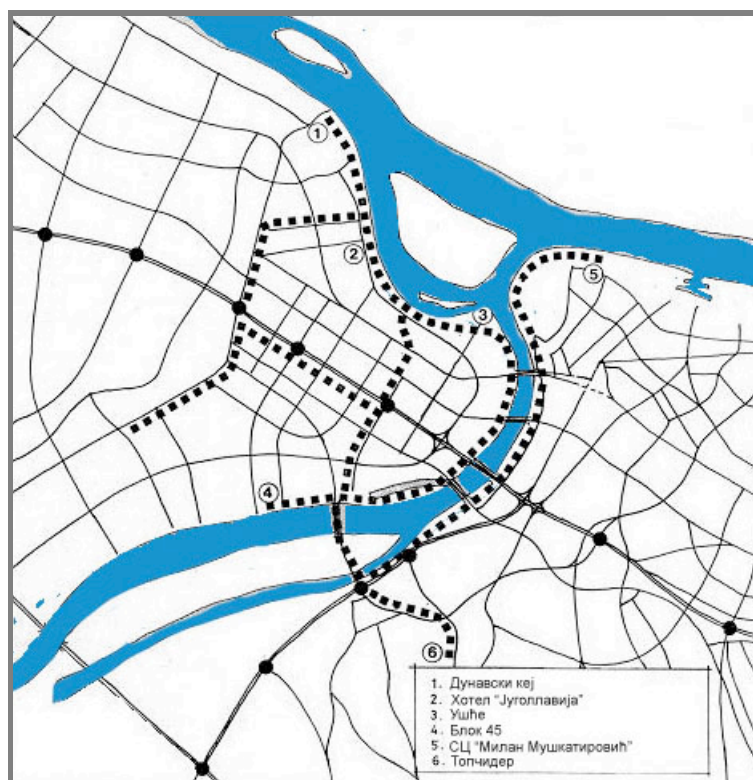 1
2
3
5
4
6
1. Дунавски кеј
2. Хотел "Југоллавија"
3. Ушће
4. Блок 45
5. СЦ "Милан Мушкатировић"
6. Топчидер